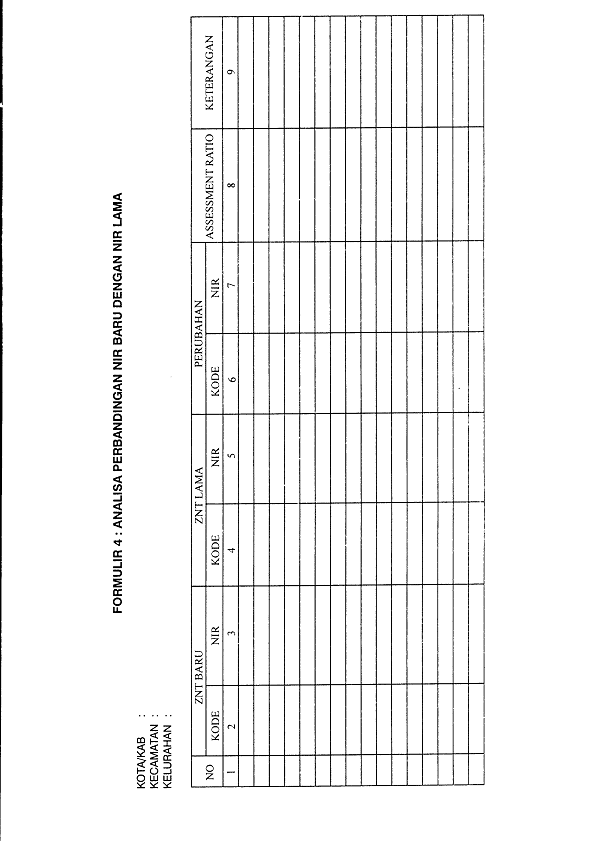 FORMULIR 4 : ANALISA PERBANDINGAN NIR BARU DENGAN NIR LAMA
KOTA/KAB :
KECAMATAN :
KELURAHAN :
NO ZNT BARU ZNT LAMA PERUBAHAN ASSESSMENT RATIO KETERANGAN
KODE NIR KODE NIR KODE NIR
1 2 3 4 5 6 7 8 9